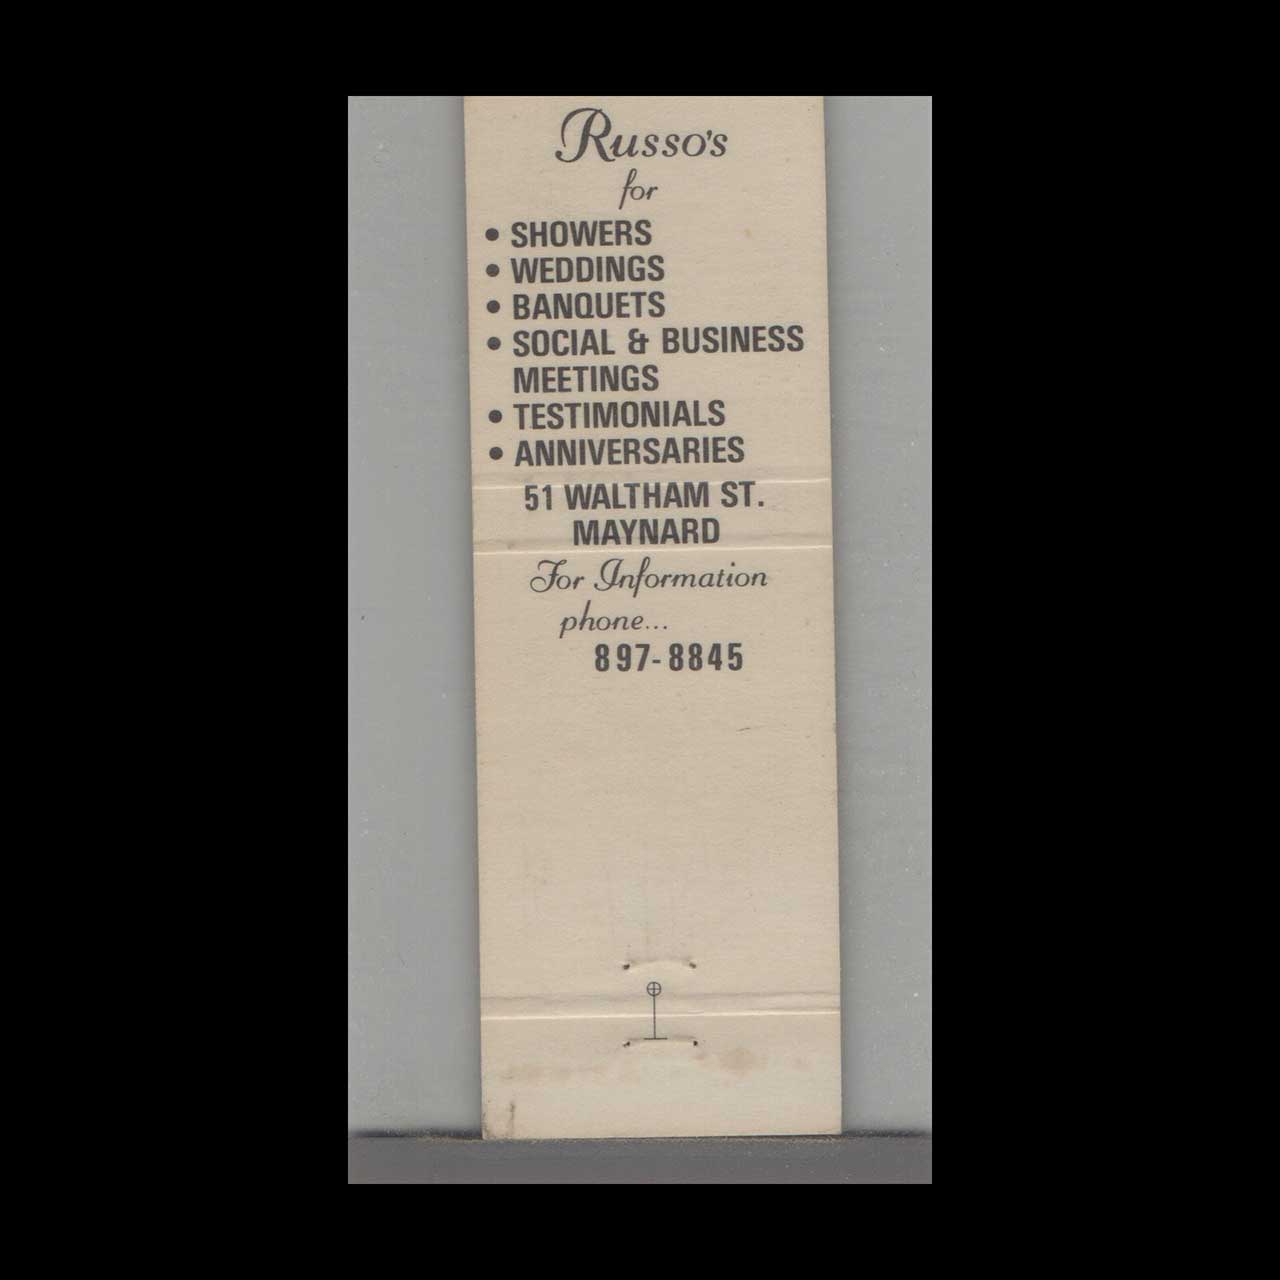 Russo's
for
• SHOWERS
• WEDDINGS
• BANQUETS
• SOCIAL & BUSINESS
MEETINGS
• TESTIMONIALS
• ANNIVERSARIES
51 WALTHAM ST.
MAYNARD
For Information
phone...
897-8845